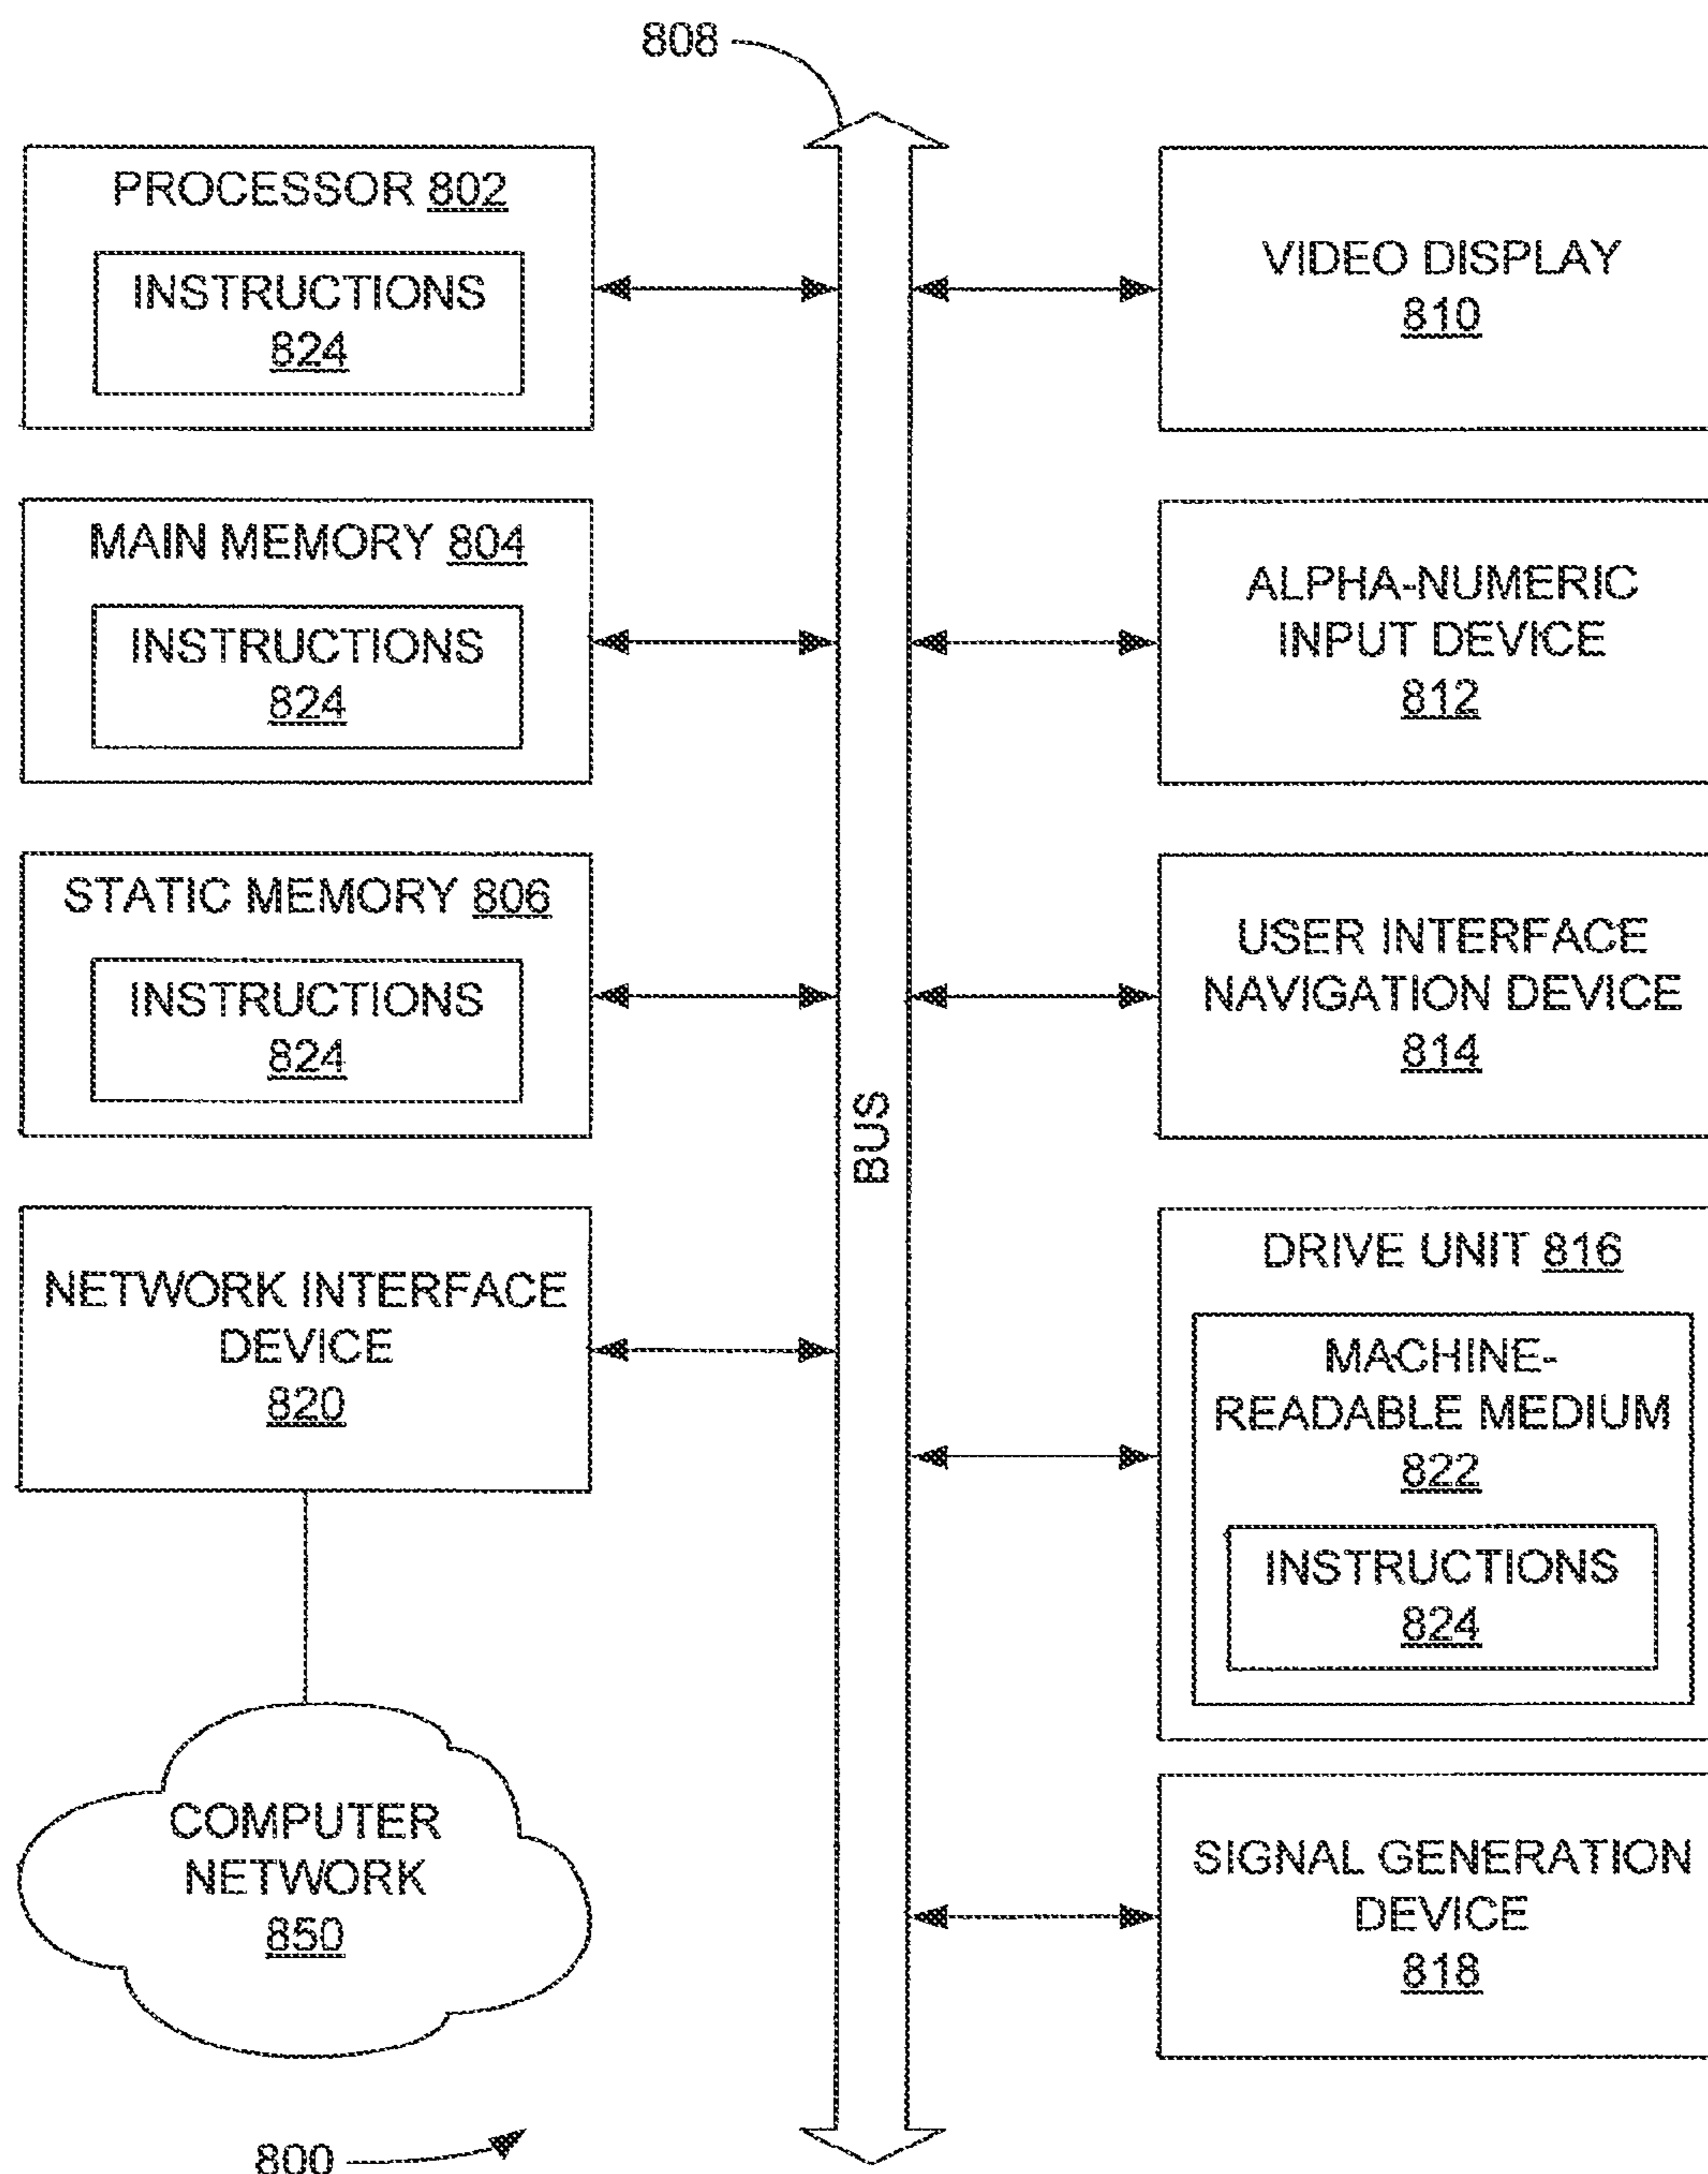 808
PROCESSOR 802
INSTRUCTIONS
824
MAIN MEMORY 804
INSTRUCTIONS
824
STATIC MEMORY 806
INSTRUCTIONS
824
NETWORK INTERFACE
DEVICE
820
COMPUTER
NETWORK
850
800
BUS
VIDEO DISPLAY
810
ALPHA-NUMERIC
INPUT DEVICE
812
USER INTERFACE
NAVIGATION DEVICE
814
DRIVE UNIT 816
MACHINE-
READABLE MEDIUM
822
INSTRUCTIONS
824
SIGNAL GENERATION
DEVICE
818